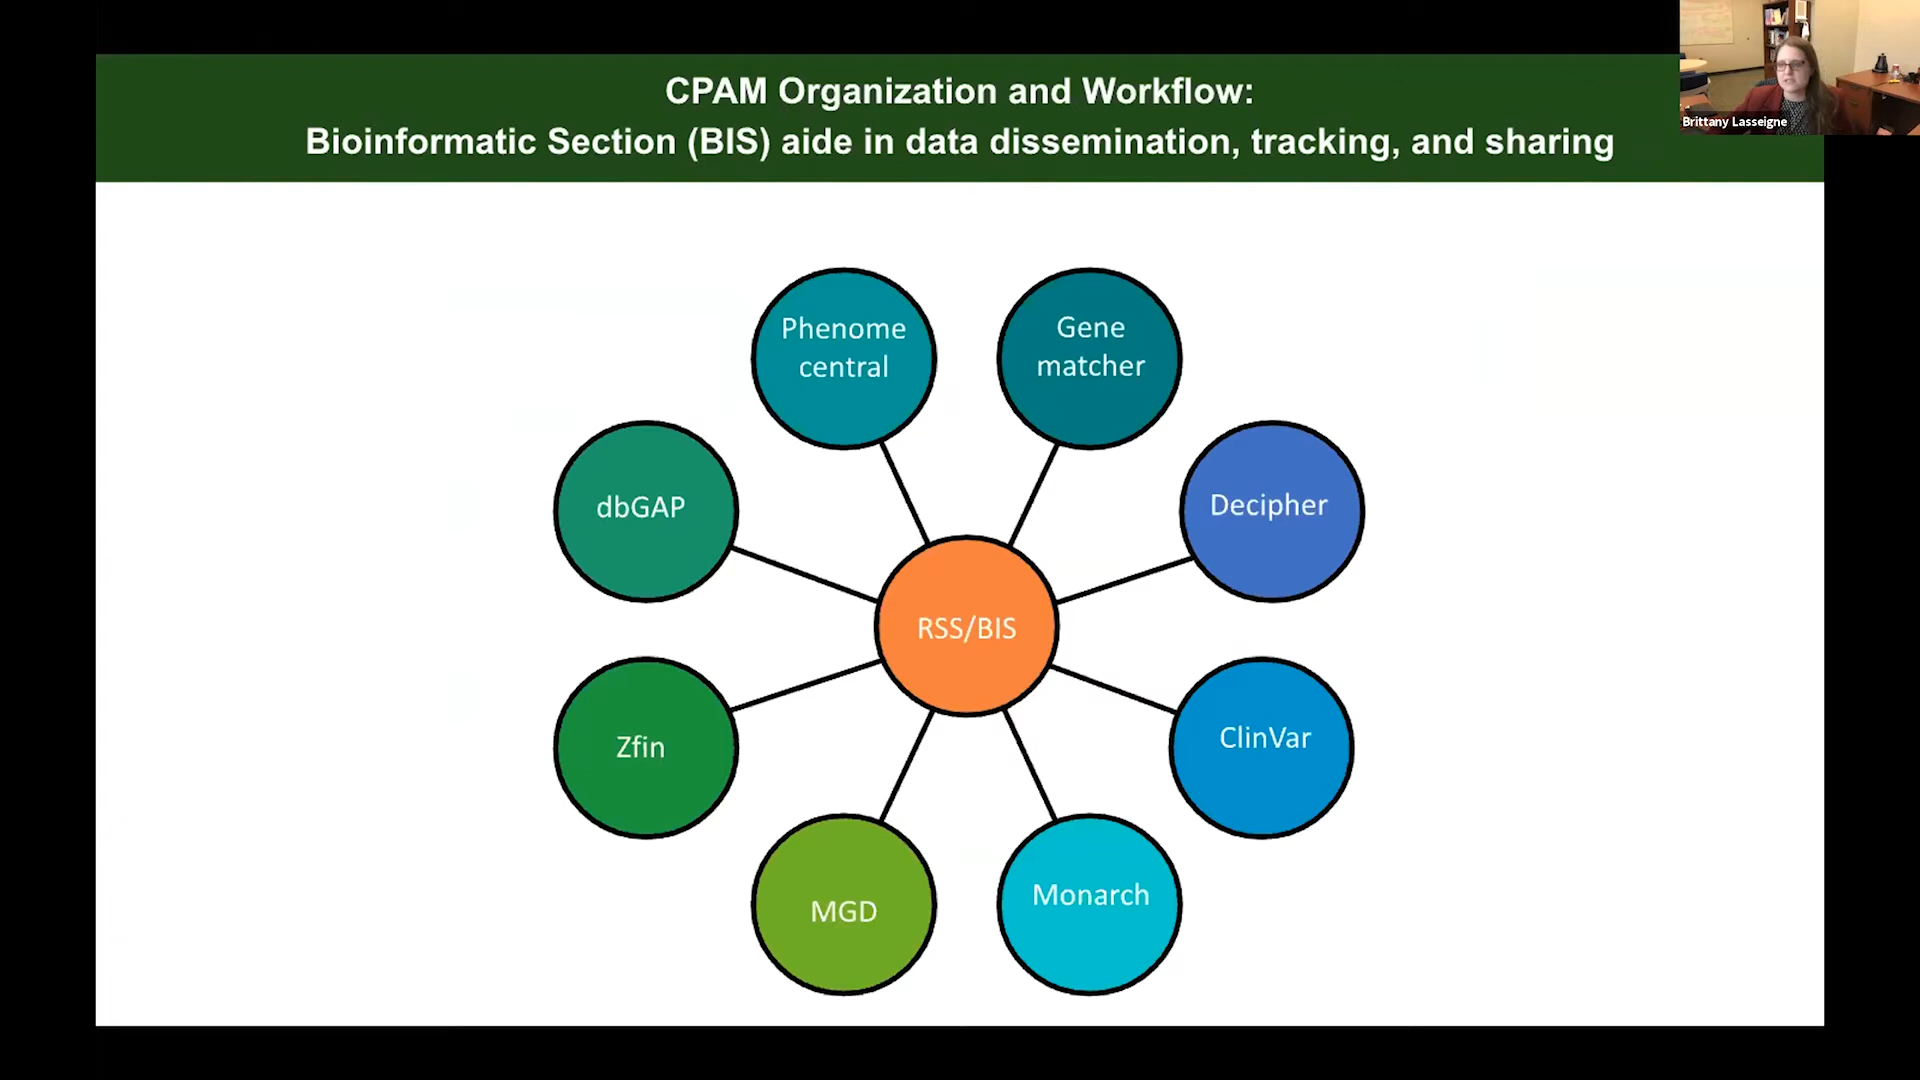 CPAM Organization and Workflow:
Bioinformatic Section (BIS) aide in data dissemination, tracking, and sharing
Brittany Lasseigne
Phenome
central
Gene
matcher
dbGAP
Decipher
RSS/BIS
Zfin
ClinVar
MGD
Monarch